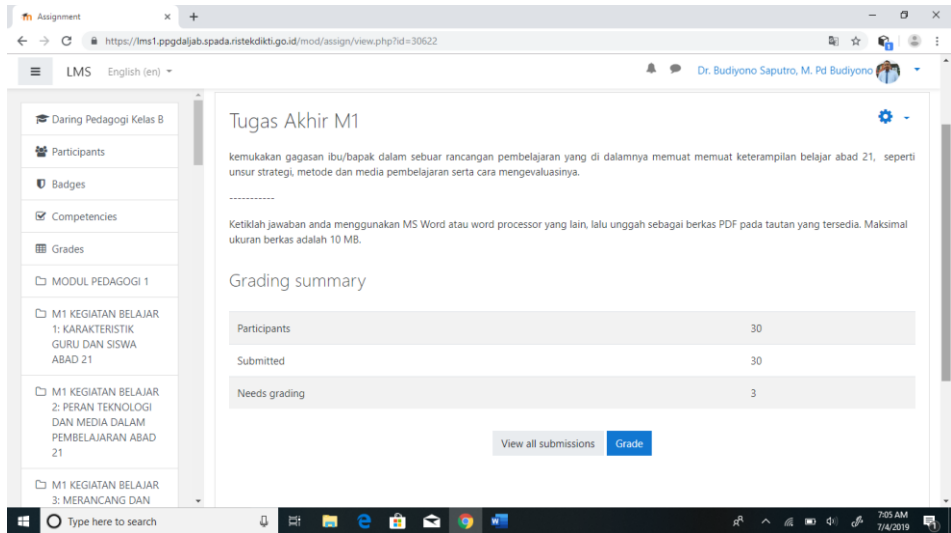 Assignment
https://lms1.ppgdaljab.spada.ristekdikti.go.id/mod/assign/view.php?id=30622
LMS English (en)
Dr. Budiyono Saputro, M. Pd Budiyono
Daring Pedagogi Kelas B
Participants
Badges
Competencies
Grades
MODUL PEDAGOGI 1
M1 KEGIATAN BELAJAR
1: KARAKTERISTIK
GURU DAN SISWA
ABAD 21
M1 KEGIATAN BELAJAR
2: PERAN TEKNOLOGI
DAN MEDIA DALAM
PEMBELAJARAN ABAD
21
M1 KEGIATAN BELAJAR
3: MERANCANG DAN
Tugas Akhir M1
kemukakan gagasan ibu/bapak dalam sebuar rancangan pembelajaran yang di dalamnya memuat memuat keterampilan belajar abad 21, seperti
unsur strategi, metode dan media pembelajaran serta cara mengevaluasinya.
-----------
Ketiklah jawaban anda menggunakan MS Word atau word processor yang lain, lalu unggah sebagai berkas PDF pada tautan yang tersedia. Maksimal
ukuran berkas adalah 10 MB.
Grading summary
Participants 30
Submitted 30
Needs grading 3
View all submissions Grade
Type here to search
7:05 AM
7/4/2019